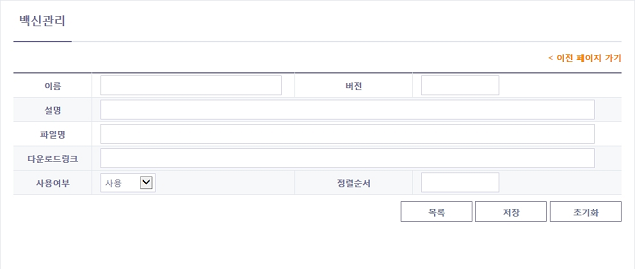 백신관리
< 이전 페이지 가기
이름 버전
설명
파일명
다운로드링크
사용여부 사용 정렬순서
목록 저장 초기화